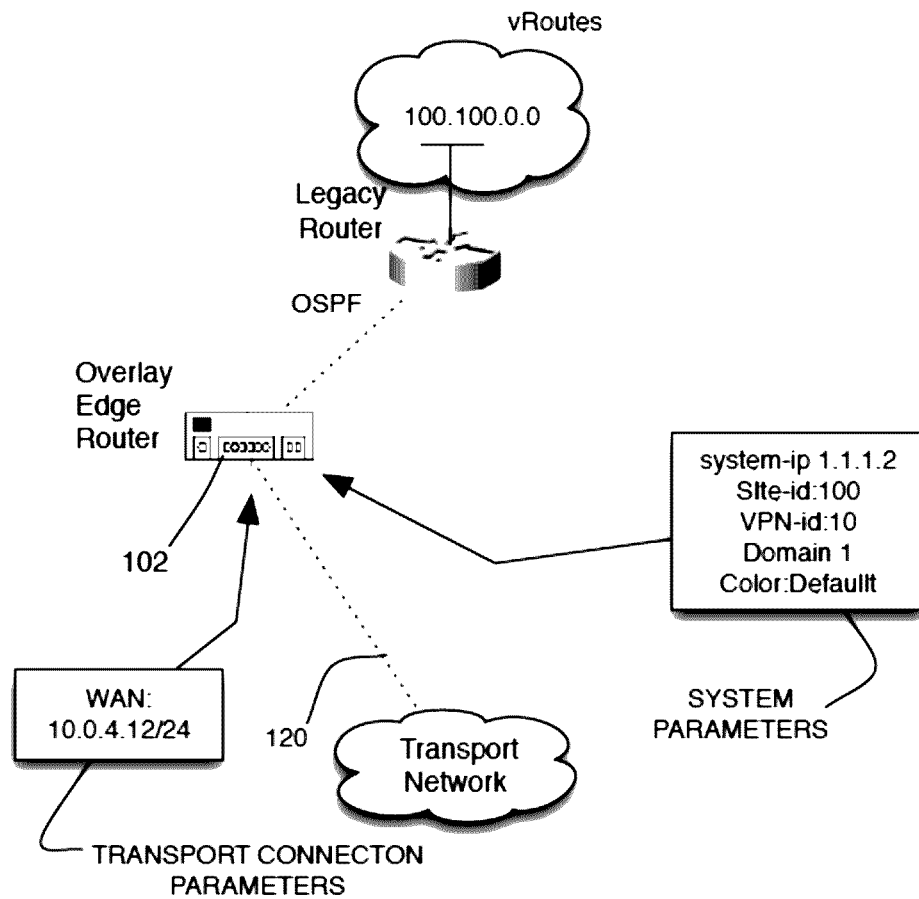 vRoutes
100.100.0.0
Legacy
Router
OSPF
Overlay
Edge
Router
102
system-ip 1.1.1.2
SIte-id:100
VPN-id:10
Domain 1
Color:Defaullt
WAN:
10.0.4.12/24
120
SYSTEM
PARAMETERS
Transport
Network
TRANSPORT CONNECTON
PARAMETERS